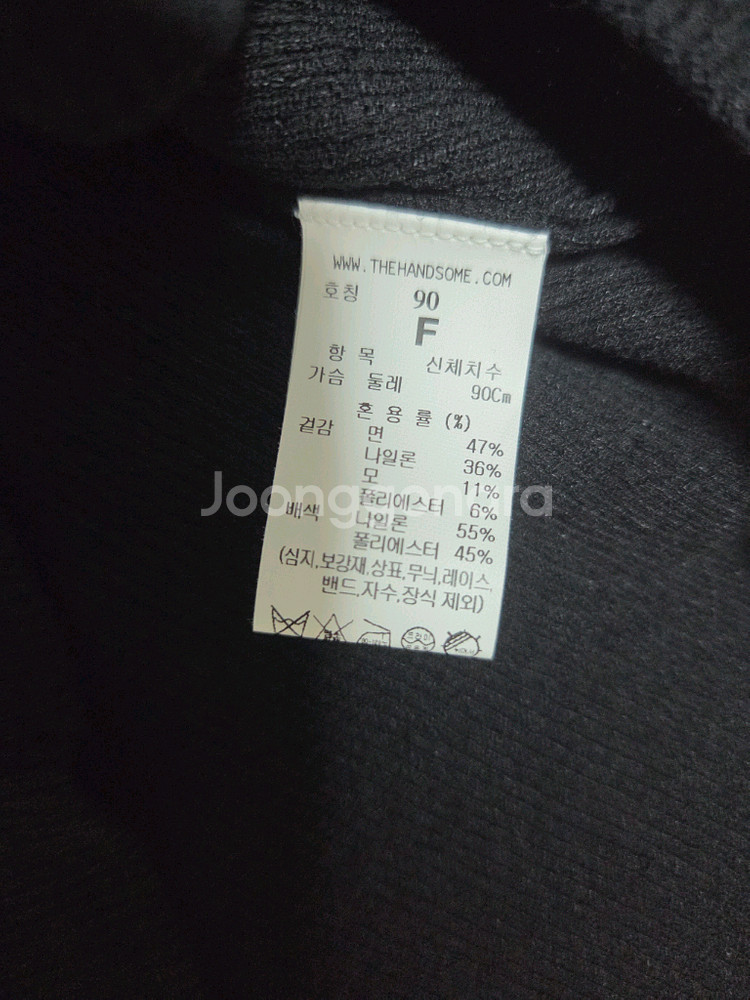 WWW.THEHANDSOME.COM
호칭 90
F
항 목 신체치수
가슴 둘레 90Cm
혼 용 률 (%)
겉감 면 47%
나일론 36%
모 11%
폴리에스터 6%
배색 나일론 55%
폴리에스터 45%
(심지,보강재,상표,무늬,레이스,
밴드,자수,장식 제외)
Joonggonara